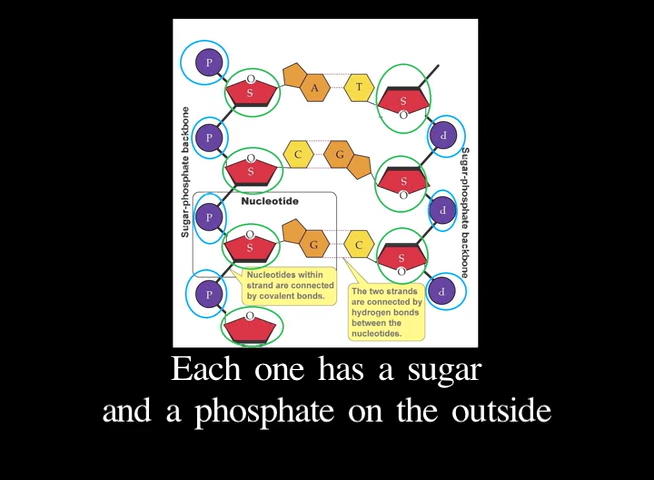 P
O
S
A
T
S
O
P
P
Sugar-phosphate backbone
C
G
O
S
S
O
Sugar-phosphate backbone
Nucleotide
P
P
O
S
G
C
S
O
Nucleotides within
strand are connected
by covalent bonds.
The two strands
are connected by
hydrogen bonds
between the
nucleotides.
P
P
O
Each one has a sugar
and a phosphate on the outside